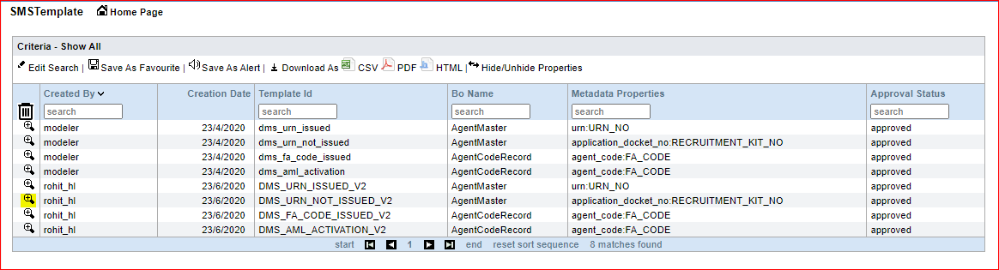 SMSTemplate Home Page
Criteria - Show All
Edit Search | Save As Favourite | Save As Alert | Download As CSV PDF HTML | Hide/Unhide Properties
Created By Creation Date Template Id Bo Name Metadata Properties Approval Status
search search search search search
modeler 23/4/2020 dms_urn_issued AgentMaster urn:URN_NO approved
modeler 23/4/2020 dms_urn_not_issued AgentMaster application_docket_no:RECRUITMENT_KIT_NO approved
modeler 23/4/2020 dms_fa_code_issued AgentCodeRecord agent_code:FA_CODE approved
modeler 23/4/2020 dms_aml_activation AgentCodeRecord agent_code:FA_CODE approved
rohit_hl 23/6/2020 DMS_URN_ISSUED_V2 AgentMaster urn:URN_NO approved
rohit_hl 23/6/2020 DMS_URN_NOT_ISSUED_V2 AgentMaster application_docket_no:RECRUITMENT_KIT_NO approved
rohit_hl 23/6/2020 DMS_FA_CODE_ISSUED_V2 AgentCodeRecord agent_code:FA_CODE approved
rohit_hl 23/6/2020 DMS_AML_ACTIVATION_V2 AgentCodeRecord agent_code:FA_CODE approved
start 1 end reset sort sequence 8 matches found